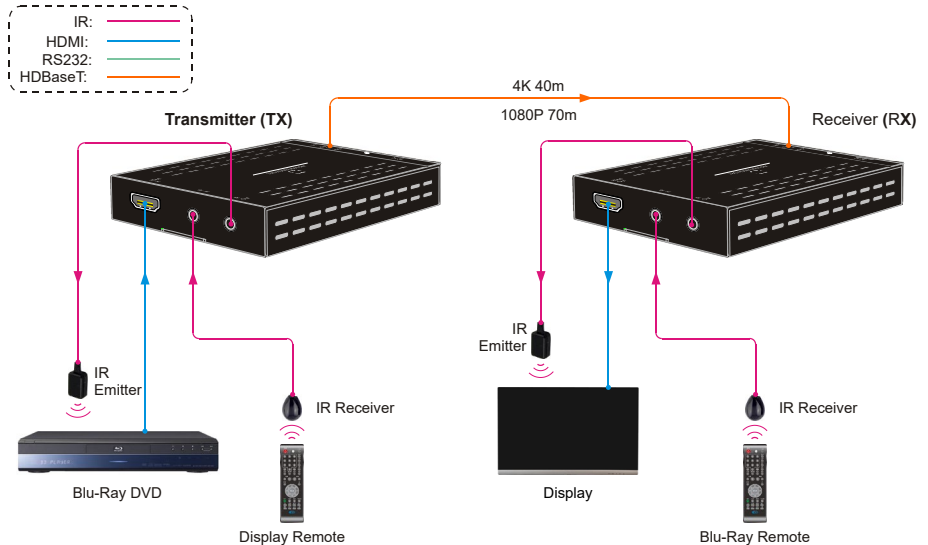 IR:
HDMI:
RS232:
HDBaseT:
4K 40m
1080P 70m
Transmitter (TX)
Receiver (RX)
IR
Emitter
IR
Emitter
IR Receiver
IR Receiver
Blu-Ray DVD
Display
Display Remote
Blu-Ray Remote